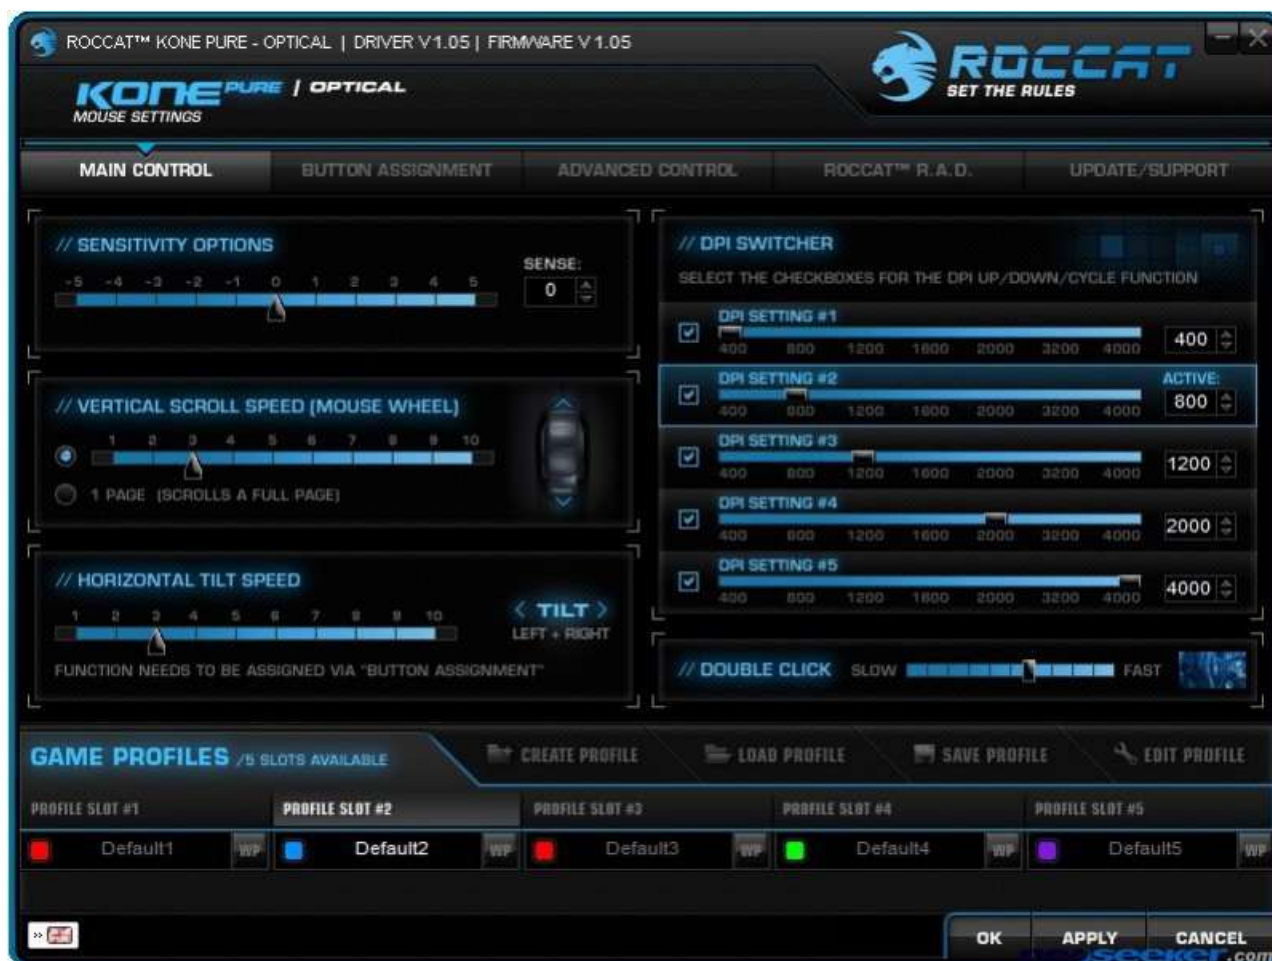 ROCCAT™ KONE PURE - OPTICAL | DRIVER V1.05 | FIRMWARE V 1.05
KONE PURE / OPTICAL
MOUSE SETTINGS
ROCCAT
SET THE RULES
MAIN CONTROL BUTTON ASSIGNMENT ADVANCED CONTROL ROCCAT™ R.A.D. UPDATE/SUPPORT
// SENSITIVITY OPTIONS
SENSE:
-5 -4 -3 -2 -1 0 1 2 3 4 5
0
// VERTICAL SCROLL SPEED (MOUSE WHEEL)
1 2 3 4 5 6 7 8 9 10
1 PAGE (SCROLLS A FULL PAGE)
// HORIZONTAL TILT SPEED
1 2 3 4 5 6 7 8 9 10
< TILT >
LEFT + RIGHT
FUNCTION NEEDS TO BE ASSIGNED VIA "BUTTON ASSIGNMENT"
// DPI SWITCHER
SELECT THE CHECKBOXES FOR THE DPI UP/DOWN/CYCLE FUNCTION
DPI SETTING #1
400
400 800 1200 1600 2000 3200 4000
DPI SETTING #2
ACTIVE:
800
400 800 1200 1600 2000 3200 4000
DPI SETTING #3
1200
400 800 1200 1600 2000 3200 4000
DPI SETTING #4
2000
400 800 1200 1600 2000 3200 4000
DPI SETTING #5
4000
400 800 1200 1600 2000 3200 4000
// DOUBLE CLICK SLOW FAST
GAME PROFILES /5 SLOTS AVAILABLE
CREATE PROFILE LOAD PROFILE SAVE PROFILE EDIT PROFILE
PROFILE SLOT #1 PROFILE SLOT #2 PROFILE SLOT #3 PROFILE SLOT #4 PROFILE SLOT #5
Default1 WP Default2 WP Default3 WP Default4 WP Default5 WP
»
OK APPLY CANCEL
seeker.com